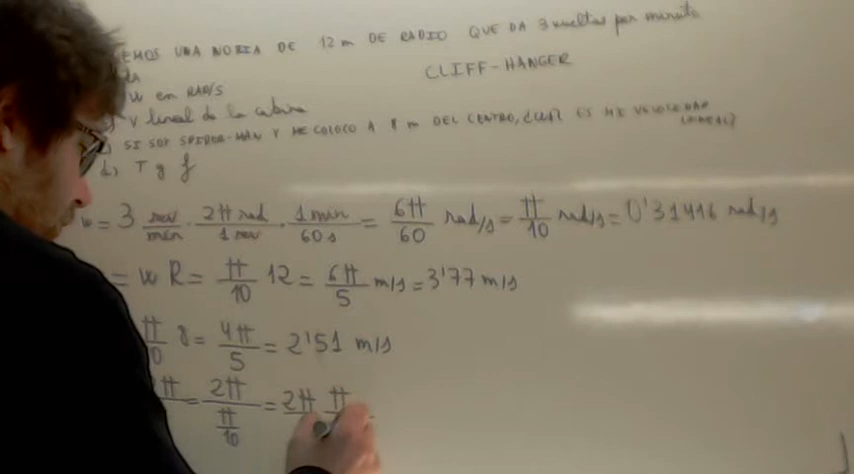 EMOS UNA NORIA DE 12 m DE RADIO QUE DA 3 vueltas por minuto
CLIFF-HANGER
W en RAD/S
V lineal de la cabina
SI SOY SPIDER-MAN Y ME COLOCO A 8 m DEL CENTRO, ¿CUÁL ES MI VELOCIDAD LINEAL?
d) T y f
w = 3 rev/min · 2π rad/1 rev · 1 min/60 s = 6π/60 rad/s = π/10 rad/s = 0'31416 rad/s
= w R = π/10 12 = 6π/5 m/s = 3'77 m/s
π/10 8 = 4π/5 = 2'51 m/s
2π = 2π/(π/10) = 2π π